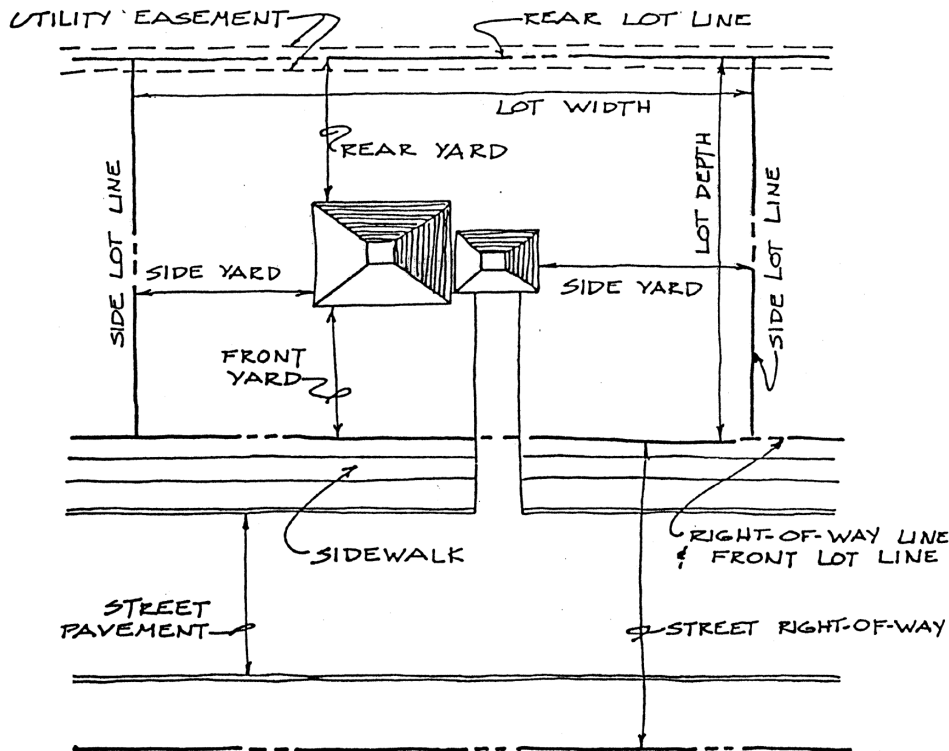 UTILITY EASEMENT
REAR LOT LINE
LOT WIDTH
REAR YARD
SIDE LOT LINE
LOT DEPTH
SIDE LOT LINE
SIDE YARD
SIDE YARD
FRONT
YARD
SIDEWALK
RIGHT-OF-WAY LINE
& FRONT LOT LINE
STREET
PAVEMENT
STREET RIGHT-OF-WAY